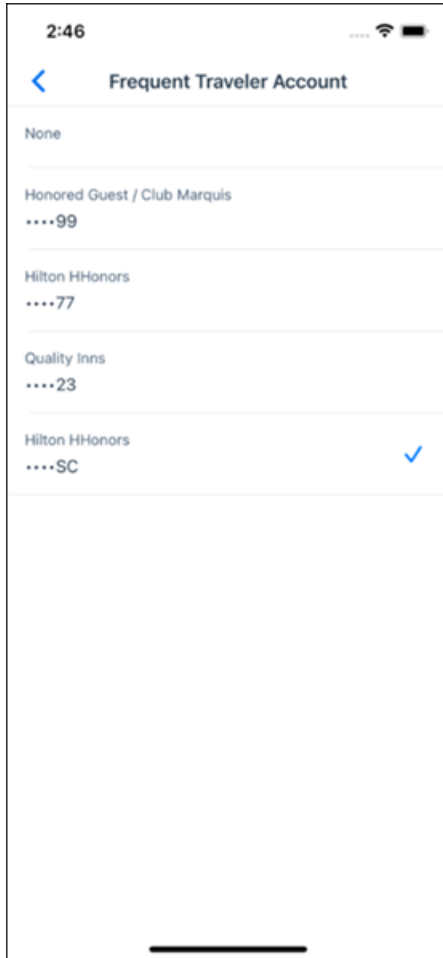 2:46
Frequent Traveler Account
None
Honored Guest / Club Marquis
••••99
Hilton HHonors
••••77
Quality Inns
••••23
Hilton HHonors
••••SC